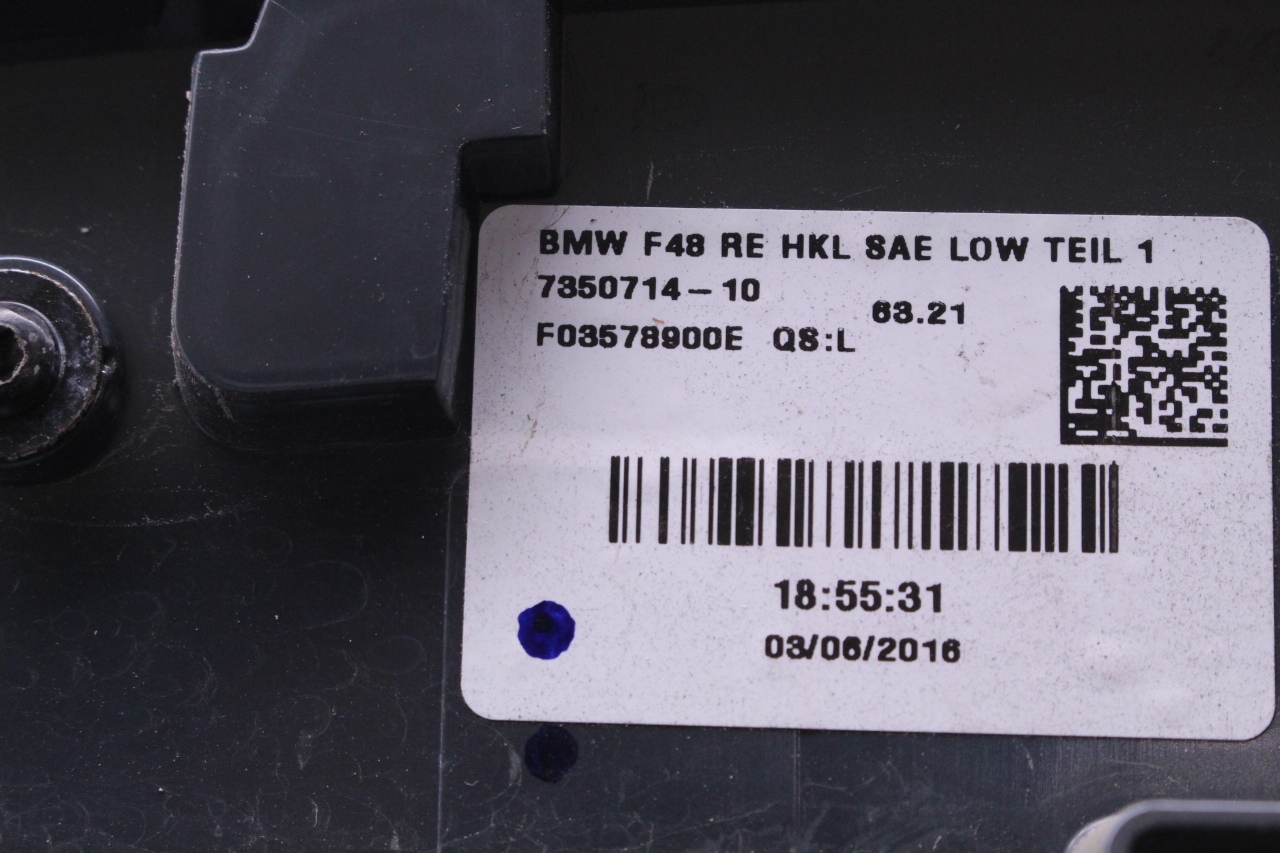 BMW F48 RE HKL SAE LOW TEIL 1
7350714-10
63.21
F03578900E QS:L
18:55:31
03/06/2016